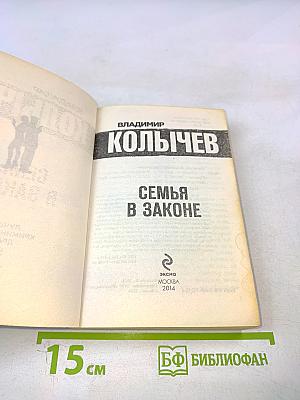 ВЛАДИМИР
КОЛЫЧЕВ
СЕМЬЯ
В ЗАКОНЕ
эксмо
МОСКВА
2014
15 см
БФ БИБЛИОФАН